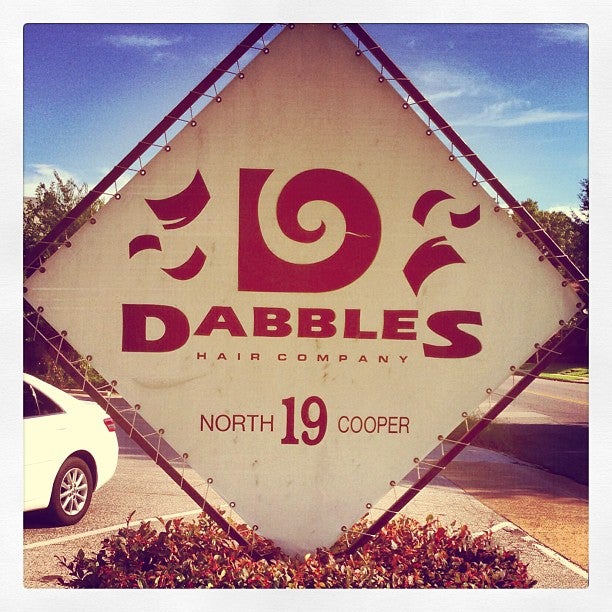 D
DABBLES
HAIR COMPANY
NORTH 19 COOPER